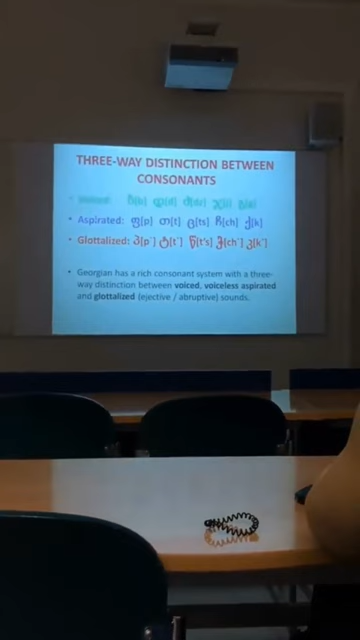 THREE-WAY DISTINCTION BETWEEN
CONSONANTS
• Aspirated: ფ[p] თ[t] ც[ts] ჩ[ch] ქ[k]
• Glottalized: პ[p'] ტ[t'] წ[t's] ჭ[ch'] კ[k']
• Georgian has a rich consonant system with a three-
way distinction between voiced, voiceless aspirated
and glottalized (ejective / abruptive) sounds.